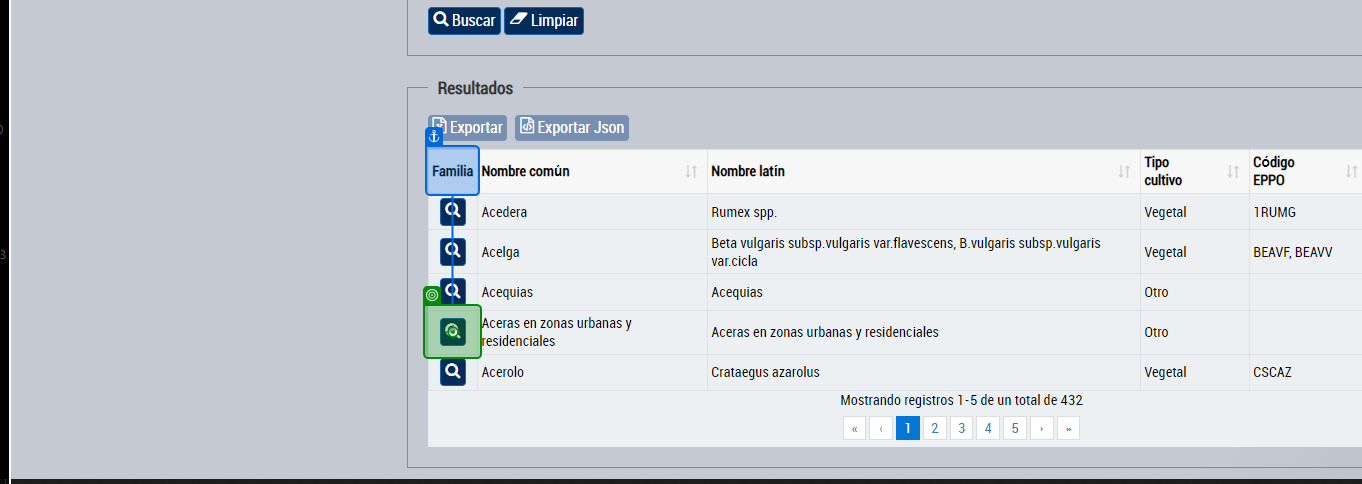 Buscar Limpiar
Resultados
Exportar Exportar Json
Familia Nombre común Nombre latín Tipo cultivo Código EPPO
Acedera Rumex spp. Vegetal 1RUMG
Acelga Beta vulgaris subsp.vulgaris var.flavescens, B.vulgaris subsp.vulgaris var.cicla Vegetal BEAVF, BEAVV
Acequias Acequias Otro
Aceras en zonas urbanas y residenciales Aceras en zonas urbanas y residenciales Otro
Acerolo Crataegus azarolus Vegetal CSCAZ
Mostrando registros 1-5 de un total de 432
« ‹ 1 2 3 4 5 › »